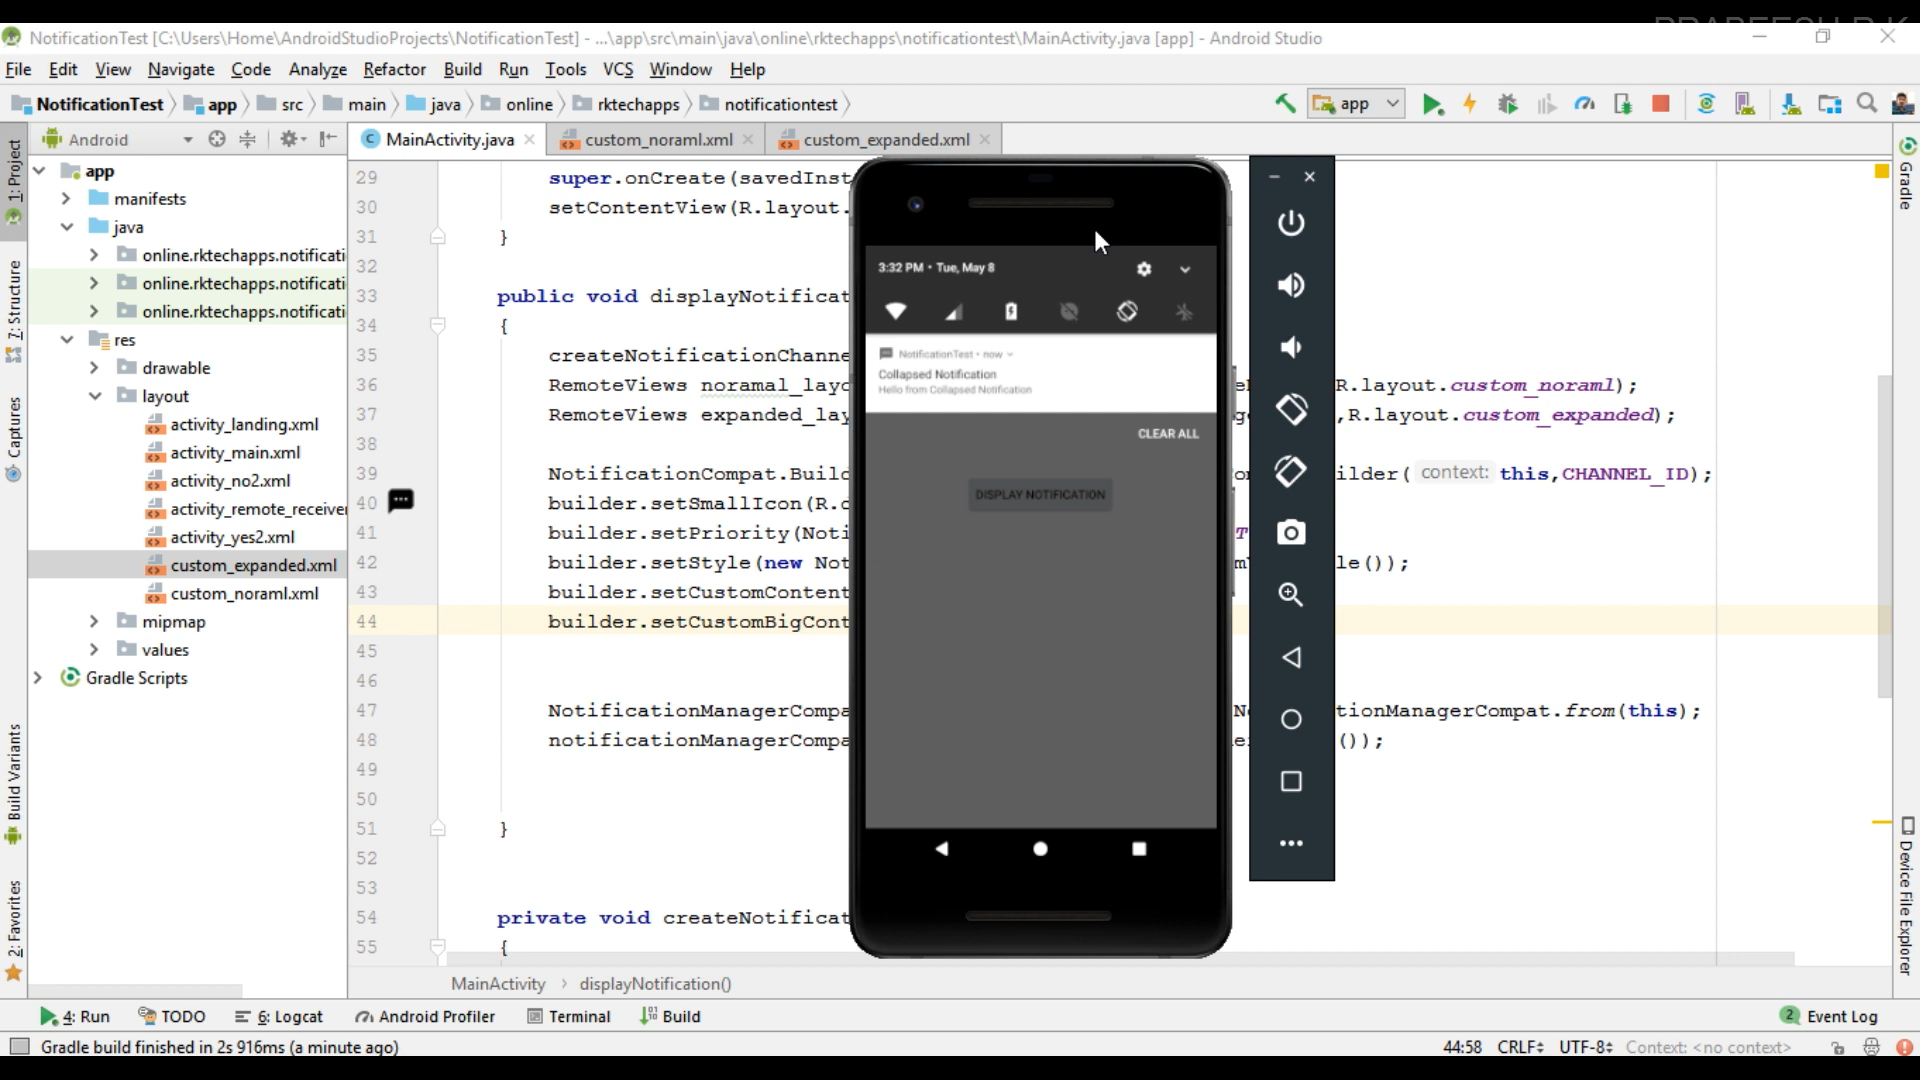 NotificationTest [C:\Users\Home\AndroidStudioProjects\NotificationTest] - ...\app\src\main\java\online\rktechapps\notificationtest\MainActivity.java [app] - Android Studio
File Edit View Navigate Code Analyze Refactor Build Run Tools VCS Window Help
NotificationTest app src main java online rktechapps notificationtest app
Android MainActivity.java custom_noraml.xml custom_expanded.xml
1: Project
7: Structure
Captures
Build Variants
2: Favorites
app
manifests
java
online.rktechapps.notificati
online.rktechapps.notificati
online.rktechapps.notificati
res
drawable
layout
activity_landing.xml
activity_main.xml
activity_no2.xml
activity_remote_receiver
activity_yes2.xml
custom_expanded.xml
custom_noraml.xml
mipmap
values
Gradle Scripts
29 super.onCreate(savedInst
30 setContentView(R.layout.
31 }
32
33 public void displayNotificat
34 {
35 createNotificationChanne
36 RemoteViews noramal_layo R.layout.custom_noraml);
37 RemoteViews expanded_lay ,R.layout.custom_expanded);
38
39 NotificationCompat.Build ilder( context: this,CHANNEL_ID);
40 builder.setSmallIcon(R.d
41 builder.setPriority(Noti T
42 builder.setStyle(new Not le());
43 builder.setCustomContent
44 builder.setCustomBigCont
45
46
47 NotificationManagerCompa tionManagerCompat.from(this);
48 notificationManagerCompa ());
49
50
51 }
52
53
54 private void createNotificat
55 {
3:32 PM • Tue, May 8
NotificationTest • now
Collapsed Notification
Hello from Collapsed Notification
CLEAR ALL
DISPLAY NOTIFICATION
Gradle
Device File Explorer
MainActivity › displayNotification()
4: Run TODO 6: Logcat Android Profiler Terminal Build 2 Event Log
Gradle build finished in 2s 916ms (a minute ago) 44:58 CRLF UTF-8 Context: <no context>